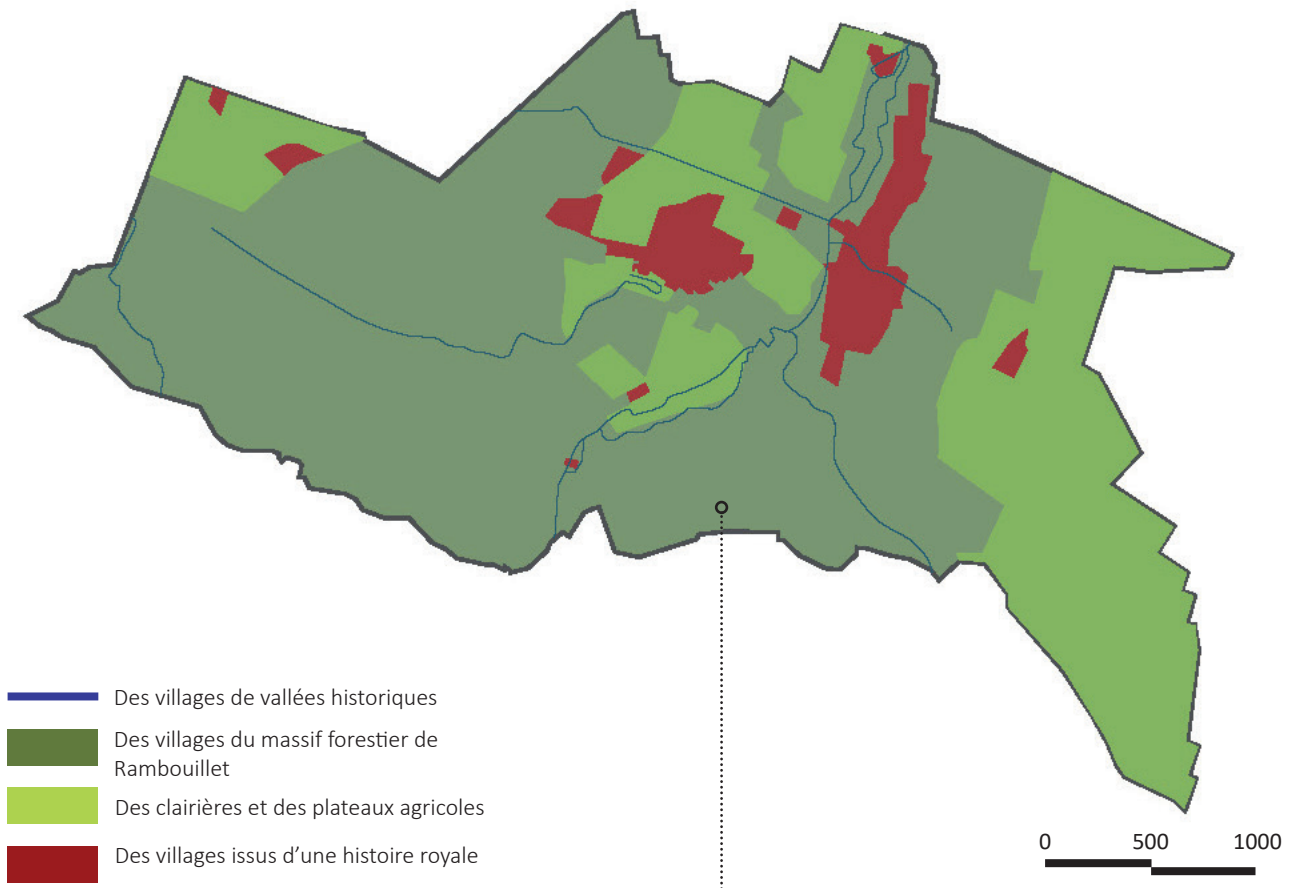 Des villages de vallées historiques
Des villages du massif forestier de
Rambouillet
Des clairières et des plateaux agricoles
Des villages issus d'une histoire royale
0 500 1000